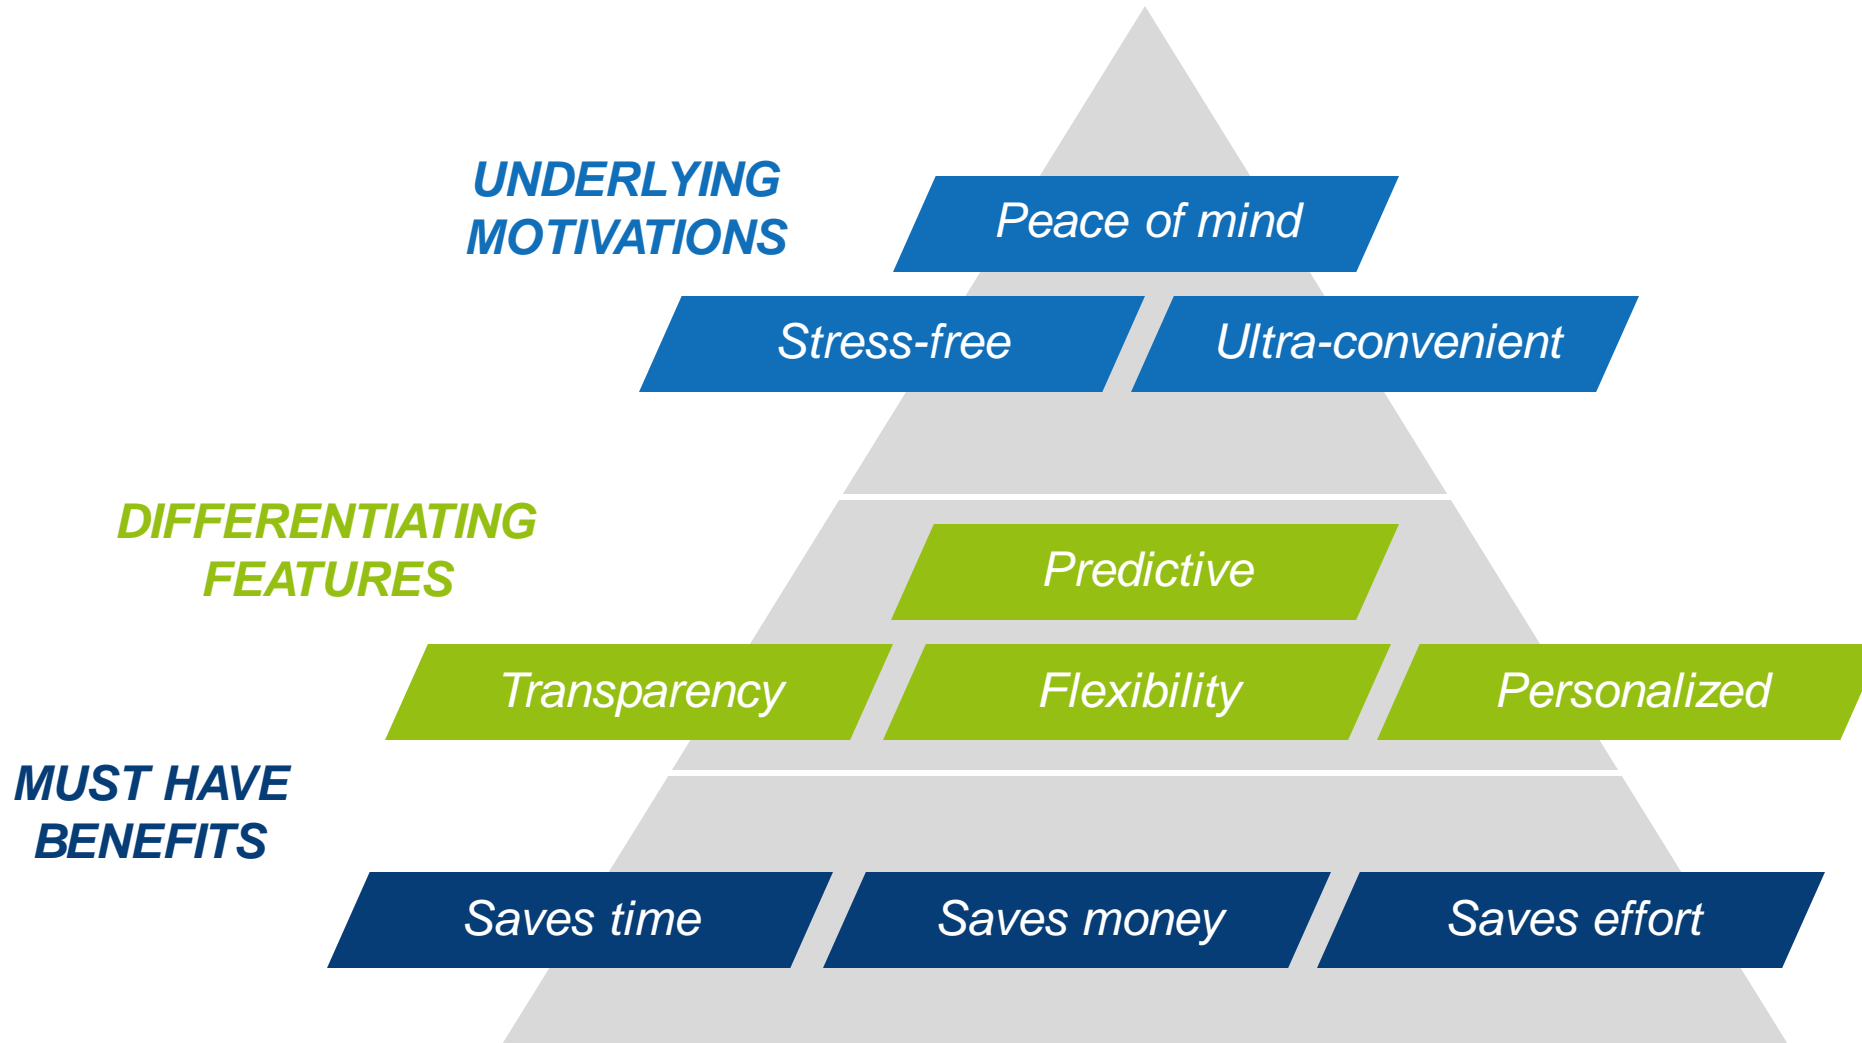 UNDERLYING
MOTIVATIONS
Peace of mind
Stress-free
Ultra-convenient
DIFFERENTIATING
FEATURES
Predictive
Transparency
Flexibility
Personalized
MUST HAVE
BENEFITS
Saves time
Saves money
Saves effort